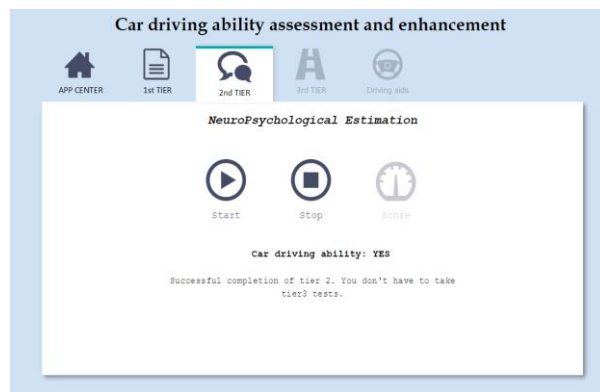 Car driving ability assessment and enhancement
APP CENTER 1st TIER 2nd TIER 3rd TIER Driving aids
NeuroPsychological Estimation
Start Stop Score
Car driving ability: YES
Successful completion of tier 2. You don't have to take
tier3 tests.